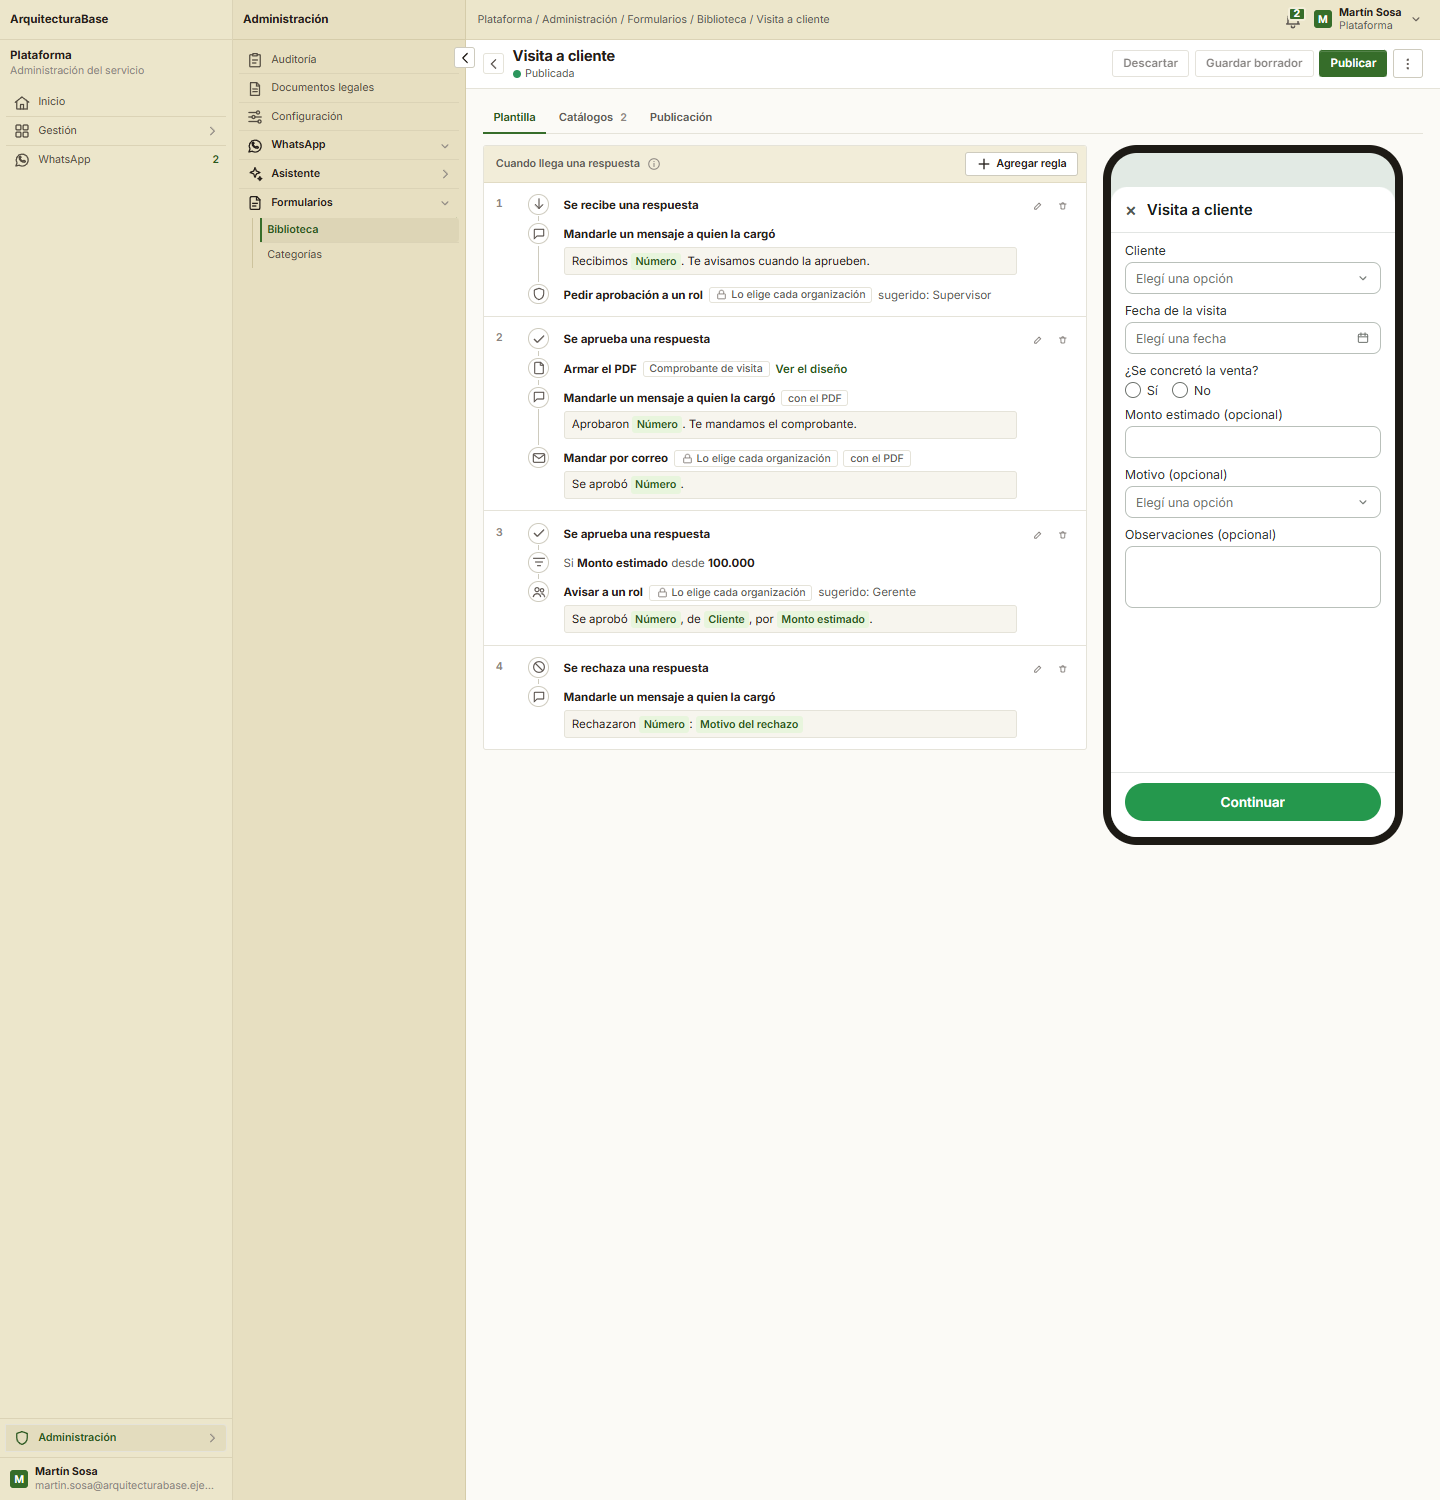 ArquitecturaBase
Plataforma
Administración del servicio
Inicio
Gestión
WhatsApp 2
Administración
Martín Sosa
martin.sosa@arquitecturabase.eje...
Administración
Auditoría
Documentos legales
Configuración
WhatsApp
Asistente
Formularios
Biblioteca
Categorías
Plataforma / Administración / Formularios / Biblioteca / Visita a cliente
2
M
Martín Sosa
Plataforma
Visita a cliente
Publicada
Descartar
Guardar borrador
Publicar
Plantilla
Catálogos 2
Publicación
Cuando llega una respuesta
Agregar regla
1 Se recibe una respuesta
Mandarle un mensaje a quien la cargó
Recibimos Número. Te avisamos cuando la aprueben.
Pedir aprobación a un rol Lo elige cada organización sugerido: Supervisor
2 Se aprueba una respuesta
Armar el PDF Comprobante de visita Ver el diseño
Mandarle un mensaje a quien la cargó con el PDF
Aprobaron Número. Te mandamos el comprobante.
Mandar por correo Lo elige cada organización con el PDF
Se aprobó Número.
3 Se aprueba una respuesta
Si Monto estimado desde 100.000
Avisar a un rol Lo elige cada organización sugerido: Gerente
Se aprobó Número, de Cliente, por Monto estimado.
4 Se rechaza una respuesta
Mandarle un mensaje a quien la cargó
Rechazaron Número: Motivo del rechazo
Visita a cliente
Cliente
Elegí una opción
Fecha de la visita
Elegí una fecha
¿Se concretó la venta?
Sí No
Monto estimado (opcional)
Motivo (opcional)
Elegí una opción
Observaciones (opcional)
Continuar
M